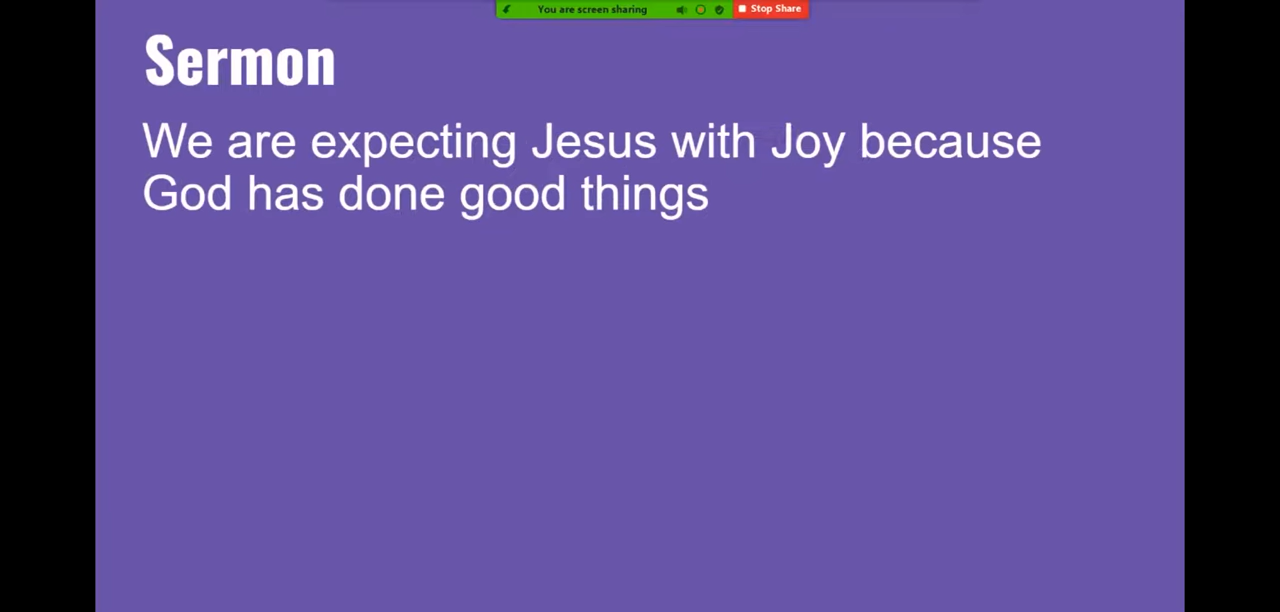 You are screen sharing
Stop Share
Sermon
We are expecting Jesus with Joy because
God has done good things